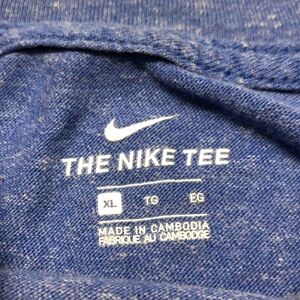 THE NIKE TEE
XL TG EG
MADE IN CAMBODIA
FABRIQUE AU CAMBODGE